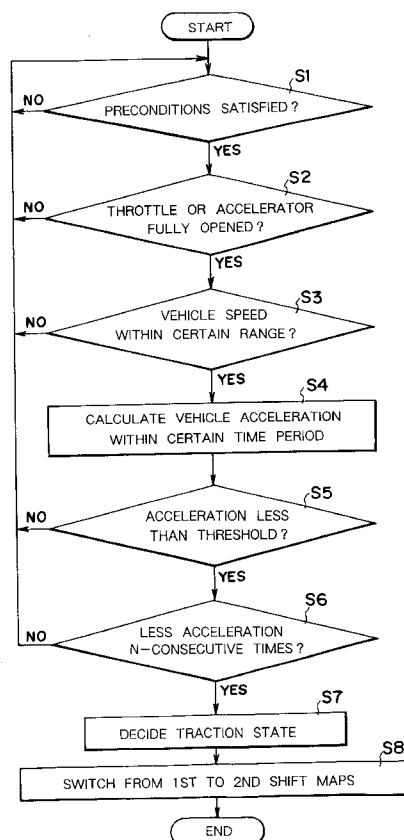 START
S1
NO
PRECONDITIONS SATISFIED?
YES
S2
NO
THROTTLE OR ACCELERATOR
FULLY OPENED?
YES
S3
NO
VEHICLE SPEED
WITHIN CERTAIN RANGE?
YES
S4
CALCULATE VEHICLE ACCELERATION
WITHIN CERTAIN TIME PERIOD
S5
NO
ACCELERATION LESS
THAN THRESHOLD?
YES
S6
NO
LESS ACCELERATION
N-CONSECUTIVE TIMES?
YES
S7
DECIDE TRACTION STATE
S8
SWITCH FROM 1ST TO 2ND SHIFT MAPS
END